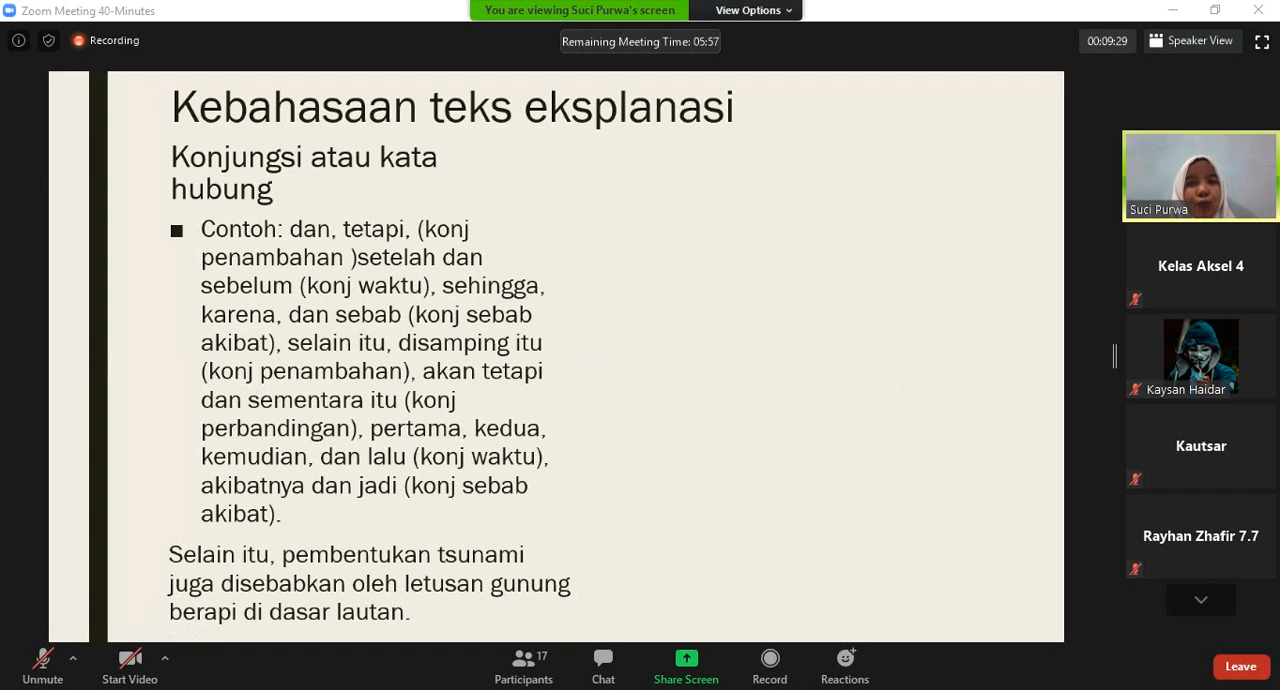 Zoom Meeting 40-Minutes
You are viewing Suci Purwa's screen
View Options
Recording
Remaining Meeting Time: 05:57
00:09:29
Speaker View
Kebahasaan teks eksplanasi
Konjungsi atau kata
hubung
Contoh: dan, tetapi, (konj
penambahan )setelah dan
sebelum (konj waktu), sehingga,
karena, dan sebab (konj sebab
akibat), selain itu, disamping itu
(konj penambahan), akan tetapi
dan sementara itu (konj
perbandingan), pertama, kedua,
kemudian, dan lalu (konj waktu),
akibatnya dan jadi (konj sebab
akibat).
Selain itu, pembentukan tsunami
juga disebabkan oleh letusan gunung
berapi di dasar lautan.
Suci Purwa
Kelas Aksel 4
Kaysan Haidar
Kautsar
Rayhan Zhafir 7.7
Unmute
Start Video
17
Participants
Chat
Share Screen
Record
Reactions
Leave